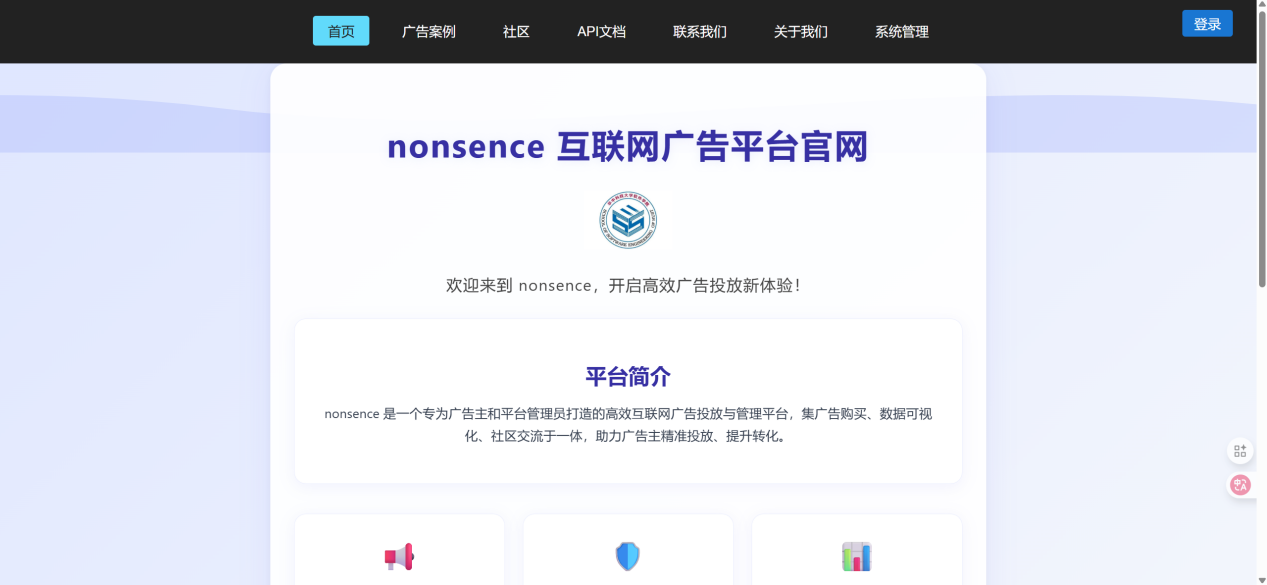 首页 广告案例 社区 API文档 联系我们 关于我们 系统管理 登录
nonsence 互联网广告平台官网
SCHOOL OF SOFTWARE ENGINEERING
欢迎来到 nonsence，开启高效广告投放新体验！
平台简介
nonsence 是一个专为广告主和平台管理员打造的高效互联网广告投放与管理平台，集广告购买、数据可视
化、社区交流于一体，助力广告主精准投放、提升转化。
中
A